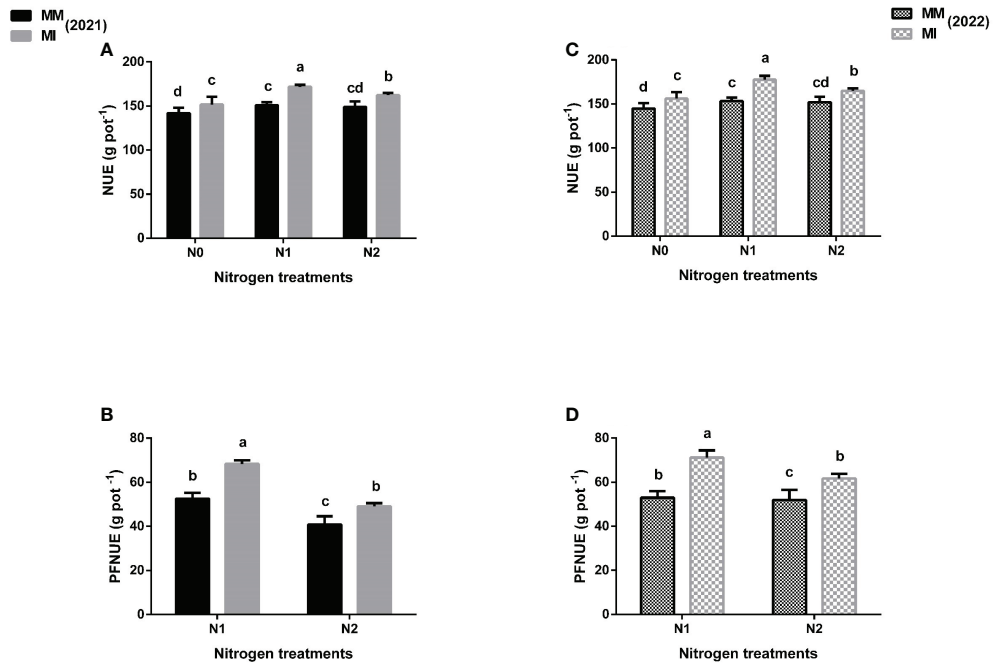 MM
MI
(2021)
MM
MI
(2022)
A
NUE (g pot-1)
200
150
100
50
0
d
c
c
a
cd
b
N0
N1
N2
Nitrogen treatments
C
NUE (g pot-1)
200
150
100
50
0
d
c
c
a
cd
b
N0
N1
N2
Nitrogen treatments
B
PFNUE (g pot -1)
80
60
40
20
0
b
a
c
b
N1
N2
Nitrogen treatments
D
PFNUE (g pot -1)
80
60
40
20
0
b
a
c
b
N1
N2
Nitrogen treatments